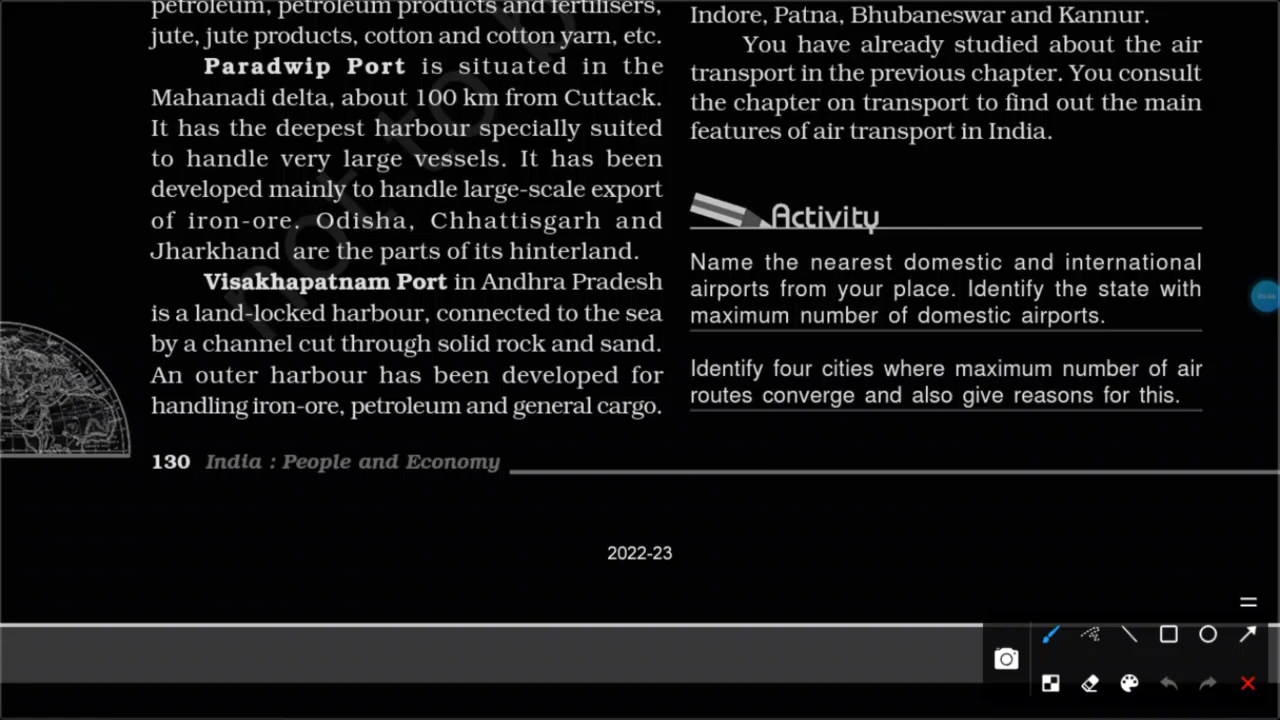 petroleum, petroleum products and fertilisers,
jute, jute products, cotton and cotton yarn, etc.
Paradwip Port is situated in the
Mahanadi delta, about 100 km from Cuttack.
It has the deepest harbour specially suited
to handle very large vessels. It has been
developed mainly to handle large-scale export
of iron-ore. Odisha, Chhattisgarh and
Jharkhand are the parts of its hinterland.
Visakhapatnam Port in Andhra Pradesh
is a land-locked harbour, connected to the sea
by a channel cut through solid rock and sand.
An outer harbour has been developed for
handling iron-ore, petroleum and general cargo.
130 India : People and Economy
Indore, Patna, Bhubaneswar and Kannur.
You have already studied about the air
transport in the previous chapter. You consult
the chapter on transport to find out the main
features of air transport in India.
Activity
Name the nearest domestic and international
airports from your place. Identify the state with
maximum number of domestic airports.
Identify four cities where maximum number of air
routes converge and also give reasons for this.
2022-23
not to b